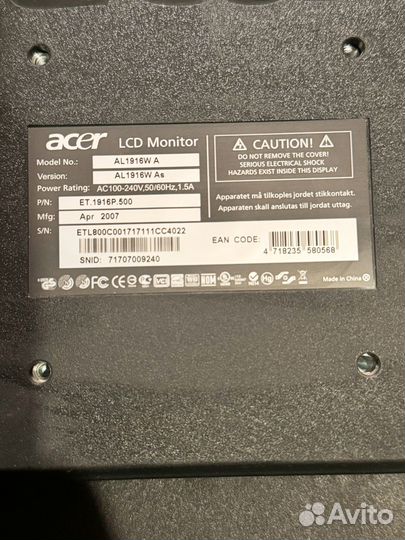 acer LCD Monitor
Model No.: AL1916W A
Version: AL1916W As
Power Rating: AC100-240V,50/60Hz,1.5A
P/N: ET.1916P.500
Mfg: Apr 2007
S/N: ETL800C001717111CC4022
SNID: 71707009240
CAUTION!
DO NOT REMOVE THE COVER!
SERIOUS ELECTRICAL SHOCK
HAZARDS EXIST INSIDE THIS DISPLAY
Apparatet må tilkoples jordet stikkontakt.
Apparaten skall anslutas till jordat uttag.
EAN CODE:
4 718235 580568
Made In China
Avito